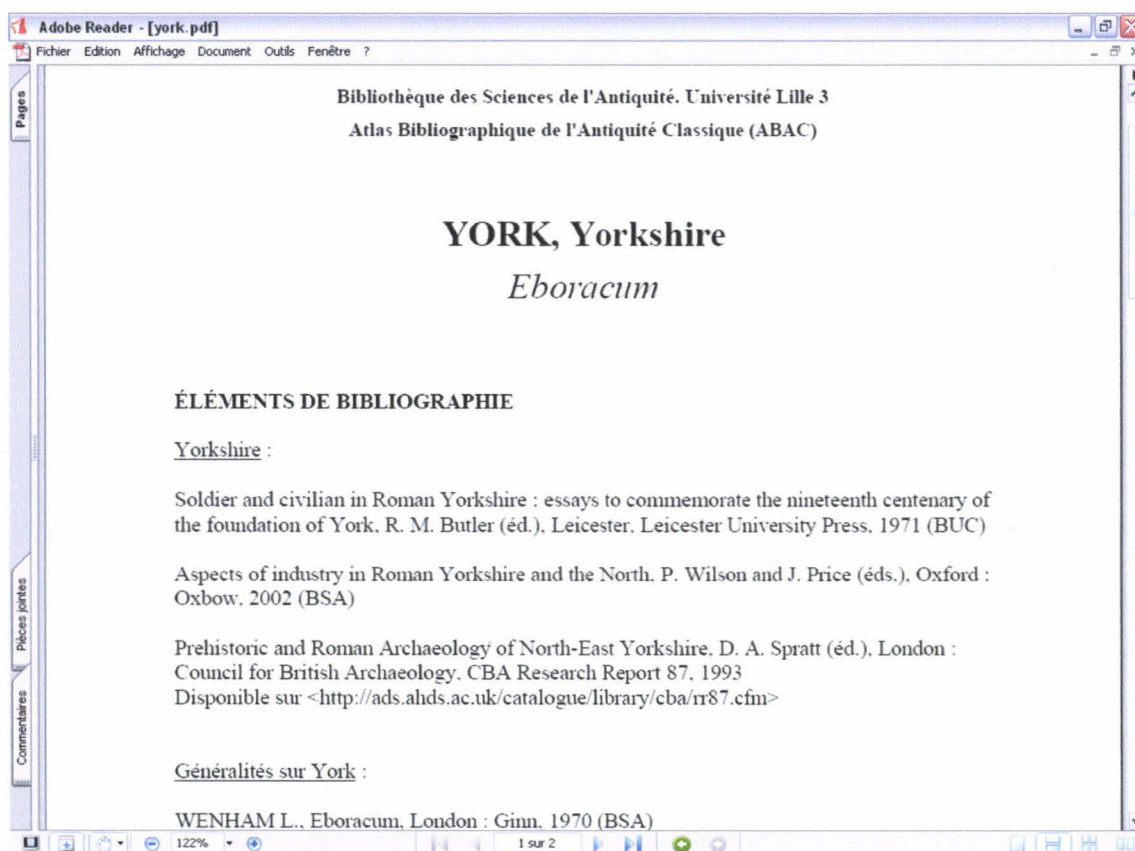 Adobe Reader - [york.pdf]
Fichier Edition Affichage Document Outils Fenêtre ?
Pages
Bibliothèque des Sciences de l'Antiquité. Université Lille 3
Atlas Bibliographique de l'Antiquité Classique (ABAC)
YORK, Yorkshire
Eboracum
ÉLÉMENTS DE BIBLIOGRAPHIE
Yorkshire :
Soldier and civilian in Roman Yorkshire : essays to commemorate the nineteenth centenary of
the foundation of York, R. M. Butler (éd.), Leicester. Leicester University Press, 1971 (BUC)
Aspects of industry in Roman Yorkshire and the North. P. Wilson and J. Price (éds.), Oxford :
Oxbow, 2002 (BSA)
Pièces jointes
Prehistoric and Roman Archaeology of North-East Yorkshire, D. A. Spratt (éd.), London :
Council for British Archaeology, CBA Research Report 87, 1993
Disponible sur <http://ads.ahds.ac.uk/catalogue/library/cba/rr87.cfm>
Commentaires
Généralités sur York :
WENHAM L., Eboracum, London : Ginn, 1970 (BSA)
122%
1 sur 2